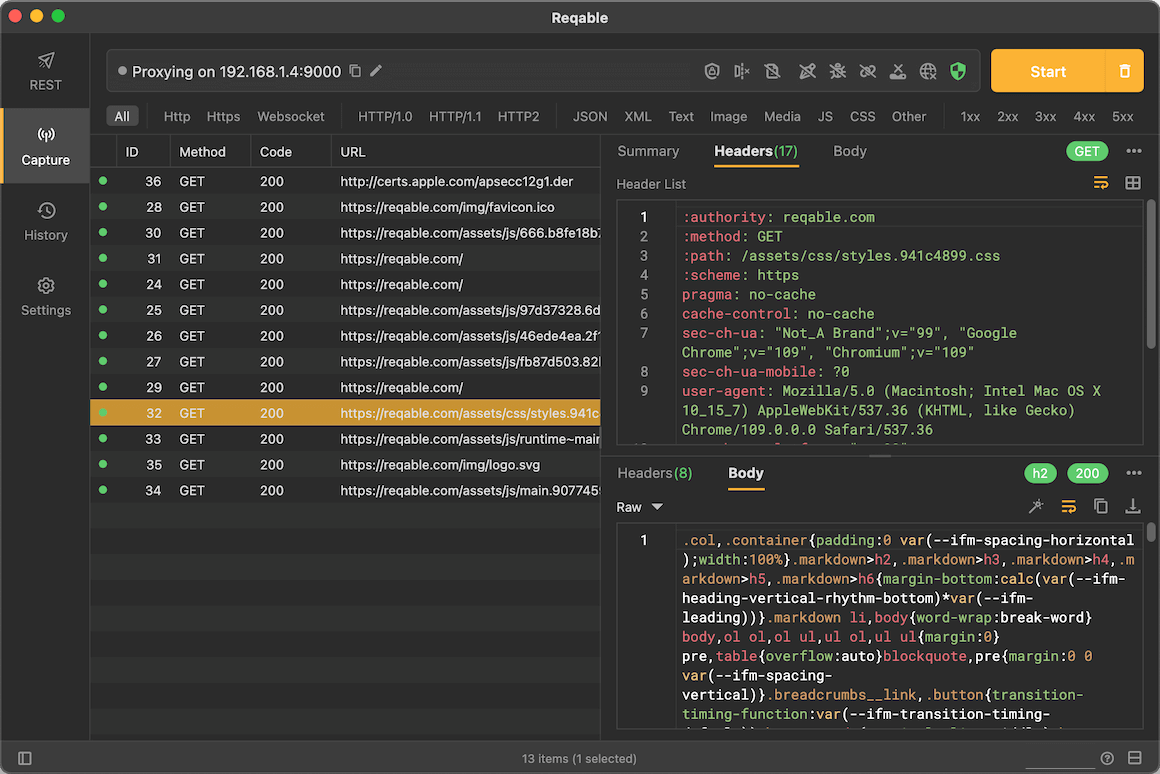 Reqable
REST
Capture
History
Settings
Proxying on 192.168.1.4:9000
Start
All Http Https Websocket HTTP/1.0 HTTP/1.1 HTTP2 JSON XML Text Image Media JS CSS Other 1xx 2xx 3xx 4xx 5xx
ID Method Code URL
36 GET 200 http://certs.apple.com/apsecc12g1.der
28 GET 200 https://reqable.com/img/favicon.ico
30 GET 200 https://reqable.com/assets/js/666.b8fe18b7
31 GET 200 https://reqable.com/
24 GET 200 https://reqable.com/
25 GET 200 https://reqable.com/assets/js/97d37328.6d
26 GET 200 https://reqable.com/assets/js/46ede4ea.2f
27 GET 200 https://reqable.com/assets/js/fb87d503.82
29 GET 200 https://reqable.com/
32 GET 200 https://reqable.com/assets/css/styles.941c
33 GET 200 https://reqable.com/assets/js/runtime~main
35 GET 200 https://reqable.com/img/logo.svg
34 GET 200 https://reqable.com/assets/js/main.907745
Summary Headers(17) Body GET
Header List
1 :authority: reqable.com
2 :method: GET
3 :path: /assets/css/styles.941c4899.css
4 :scheme: https
5 pragma: no-cache
6 cache-control: no-cache
7 sec-ch-ua: "Not_A Brand";v="99", "Google
Chrome";v="109", "Chromium";v="109"
8 sec-ch-ua-mobile: ?0
9 user-agent: Mozilla/5.0 (Macintosh; Intel Mac OS X
10_15_7) AppleWebKit/537.36 (KHTML, like Gecko)
Chrome/109.0.0.0 Safari/537.36
Headers(8) Body h2 200
Raw
1 .col,.container{padding:0 var(--ifm-spacing-horizontal
);width:100%}.markdown>h2,.markdown>h3,.markdown>h4,.m
arkdown>h5,.markdown>h6{margin-bottom:calc(var(--ifm-
heading-vertical-rhythm-bottom)*var(--ifm-
leading))}.markdown li,body{word-wrap:break-word}
body,ol ol,ol ul,ul ol,ul ul{margin:0}
pre,table{overflow:auto}blockquote,pre{margin:0 0
var(--ifm-spacing-
vertical)}.breadcrumbs__link,.button{transition-
timing-function:var(--ifm-transition-timing-
13 items (1 selected)